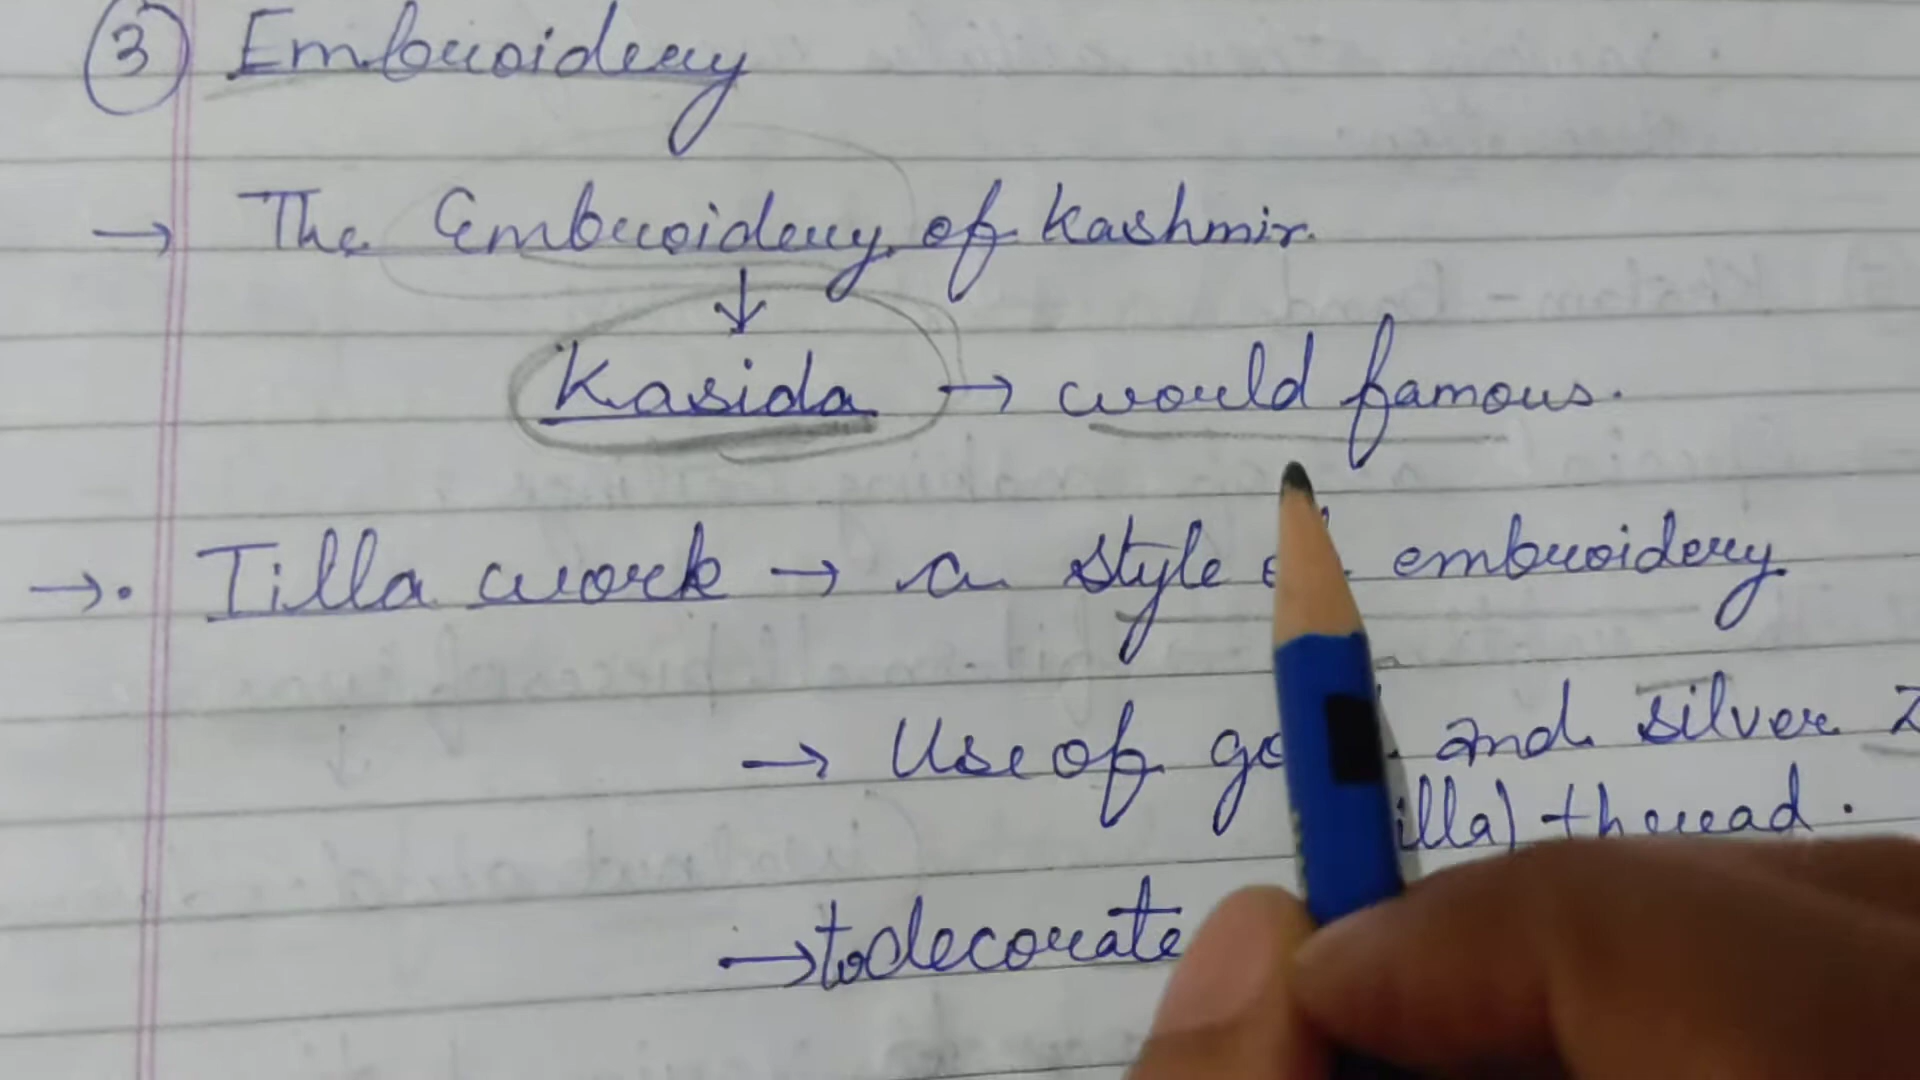 ③ Embroidery
→ The Embroidery of Kashmir.
↓
Kasida → world famous.
→ • Tilla work → a style embroidery
→ Use of and silver
thread.
→ to decorate